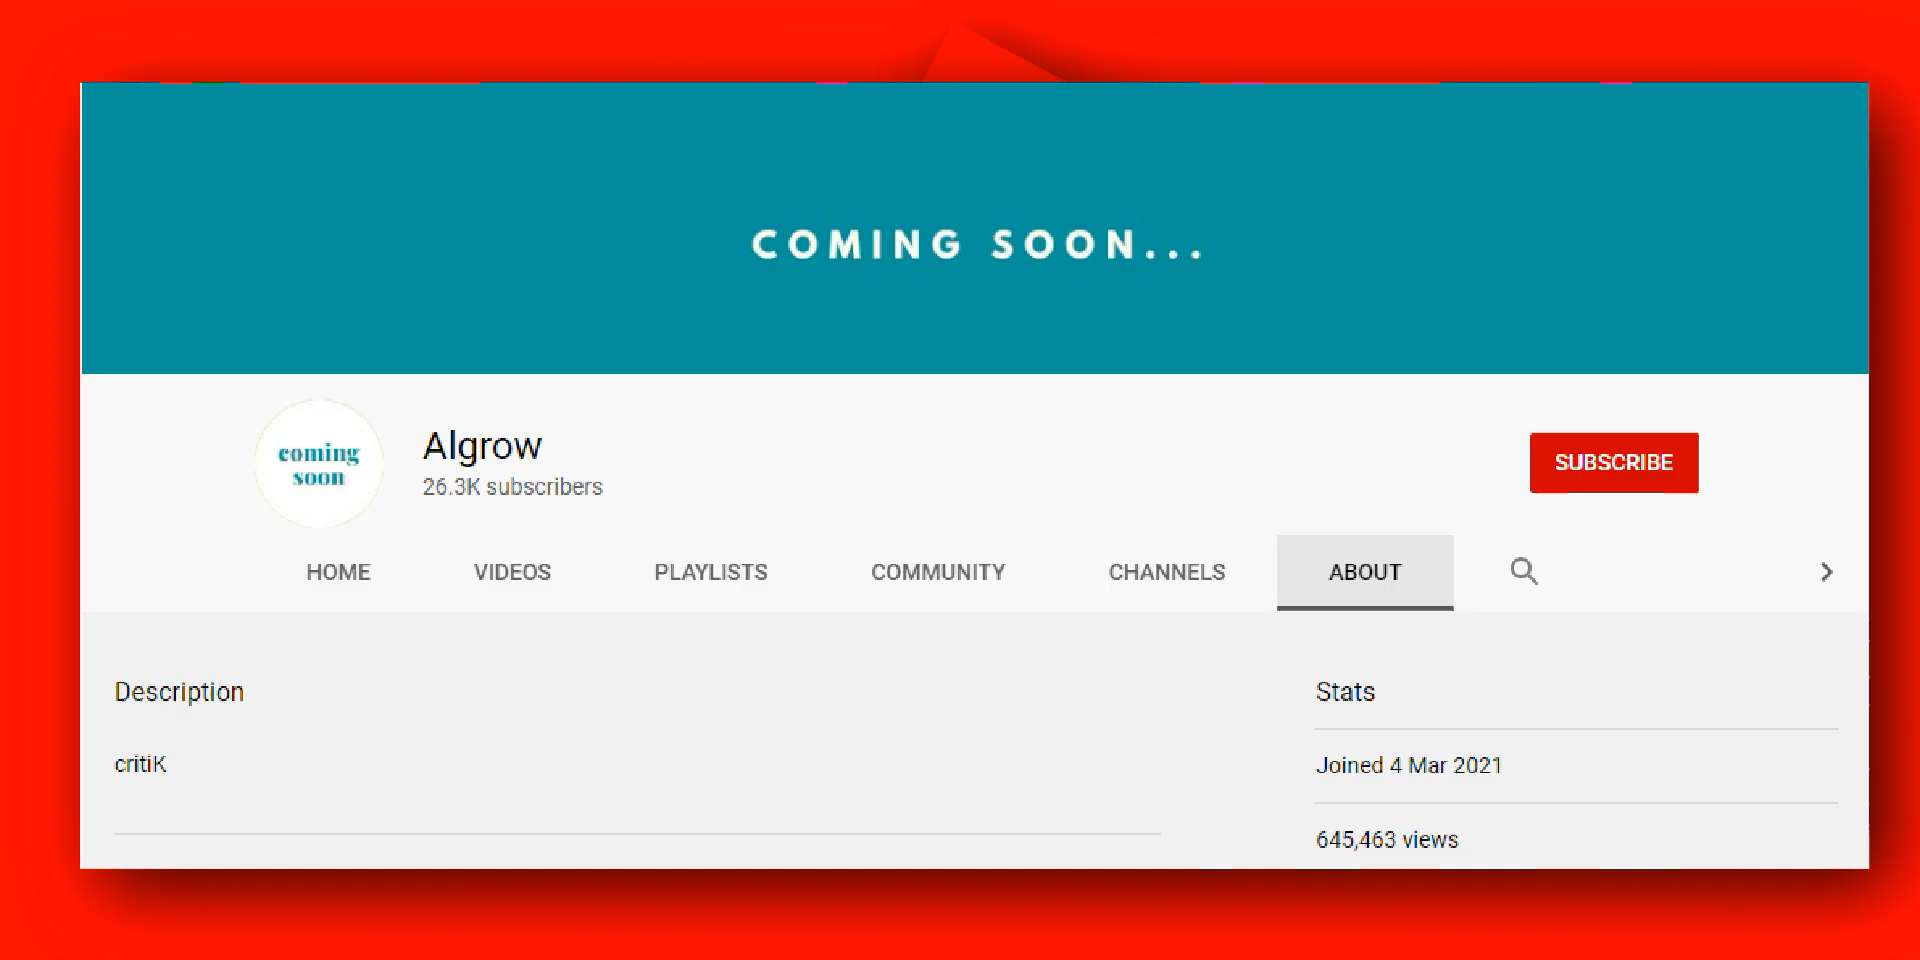 COMING SOON...
coming
soon
Algrow
26.3K subscribers
SUBSCRIBE
HOME VIDEOS PLAYLISTS COMMUNITY CHANNELS ABOUT
Description
critiK
Stats
Joined 4 Mar 2021
645,463 views